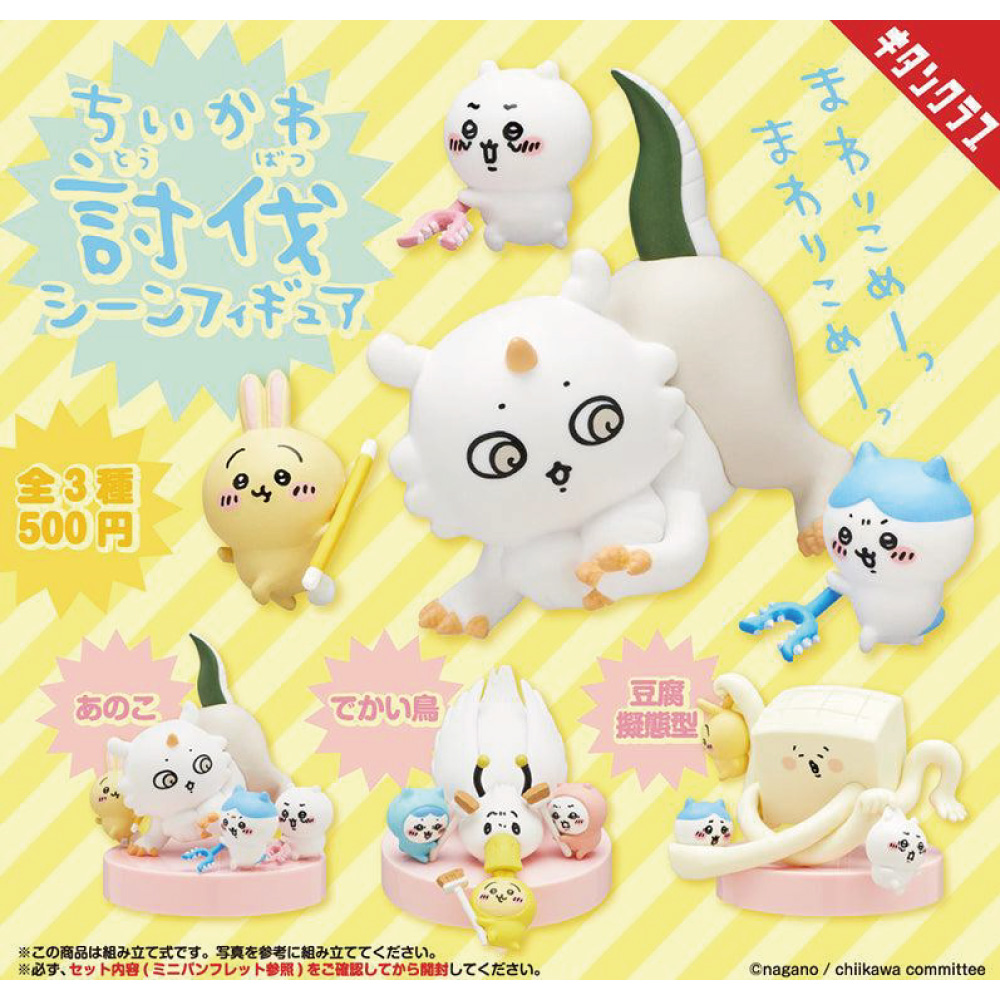 キタンクラブ
ちいかわ
とう ばつ
討伐
シーンフィギュア
まわりこめーっ
まわりこめーっ
全3種
500円
あのこ
でかい鳥
豆腐
擬態型
※この商品は組み立て式です。写真を参考に組み立ててください。
※必ず、セット内容(ミニパンフレット参照)をご確認してから開封してください。
©nagano / chiikawa committee